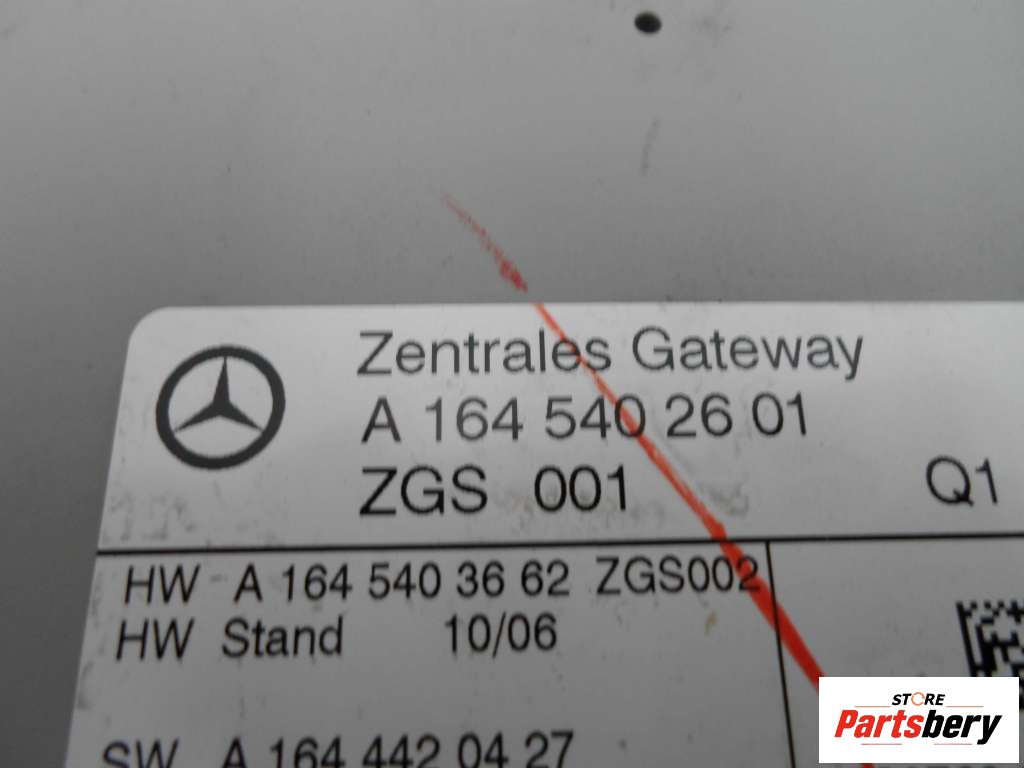 Zentrales Gateway
A 164 540 26 01
ZGS 001 Q1
HW A 164 540 36 62 ZGS002
HW Stand 10/06
SW A 164 442 04 27
STORE
Partsbery